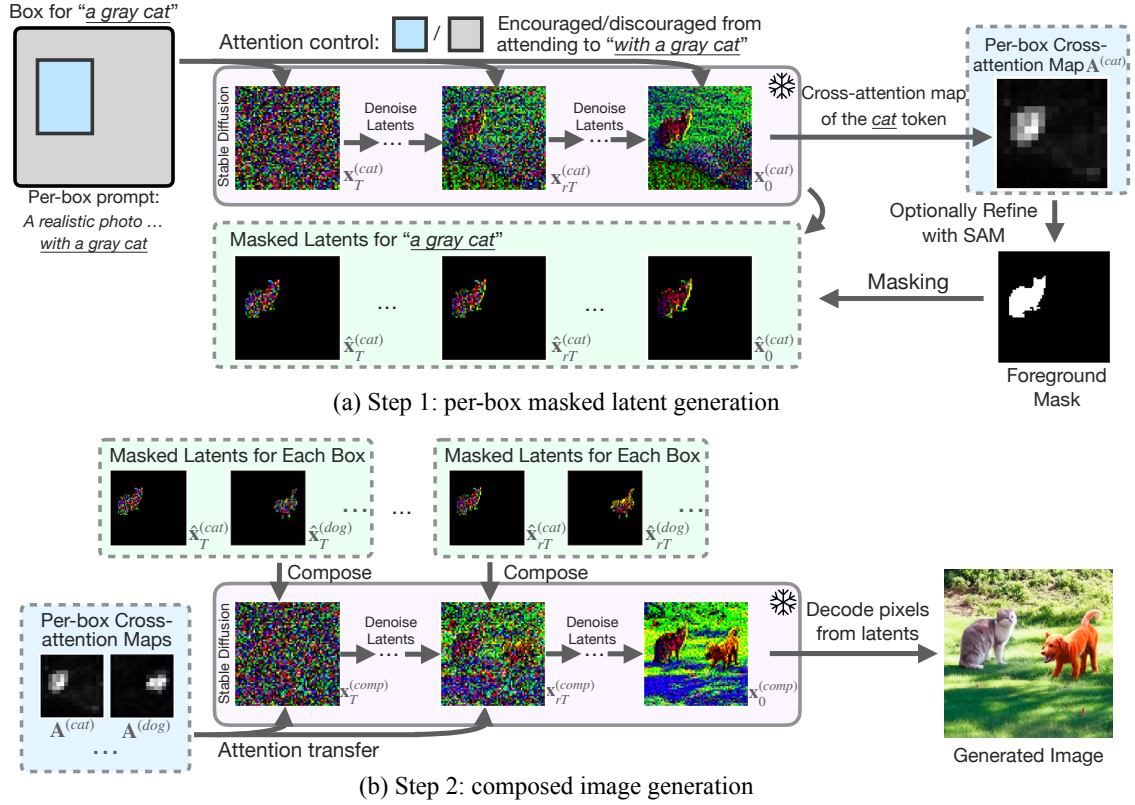 Box for "a gray cat"
Attention control:
/
Encouraged/discouraged from
attending to "with a gray cat"
Per-box prompt:
A realistic photo ...
with a gray cat
Stable Diffusion
Denoise
Latents
...
Denoise
Latents
...
x_T^(cat)
x_rT^(cat)
x_0^(cat)
Cross-attention map
of the cat token
Per-box Cross-
attention Map A^(cat)
Optionally Refine
with SAM
Masking
Foreground
Mask
Masked Latents for "a gray cat"
...
...
x̂_T^(cat)
x̂_rT^(cat)
x̂_0^(cat)
(a) Step 1: per-box masked latent generation
Masked Latents for Each Box
x̂_T^(cat)
x̂_T^(dog)
...
...
Masked Latents for Each Box
x̂_rT^(cat)
x̂_rT^(dog)
...
Compose
Compose
Per-box Cross-
attention Maps
A^(cat)
A^(dog)
...
Stable Diffusion
Denoise
Latents
...
Denoise
Latents
...
x_T^(comp)
x_rT^(comp)
x_0^(comp)
Attention transfer
Decode pixels
from latents
Generated Image
(b) Step 2: composed image generation